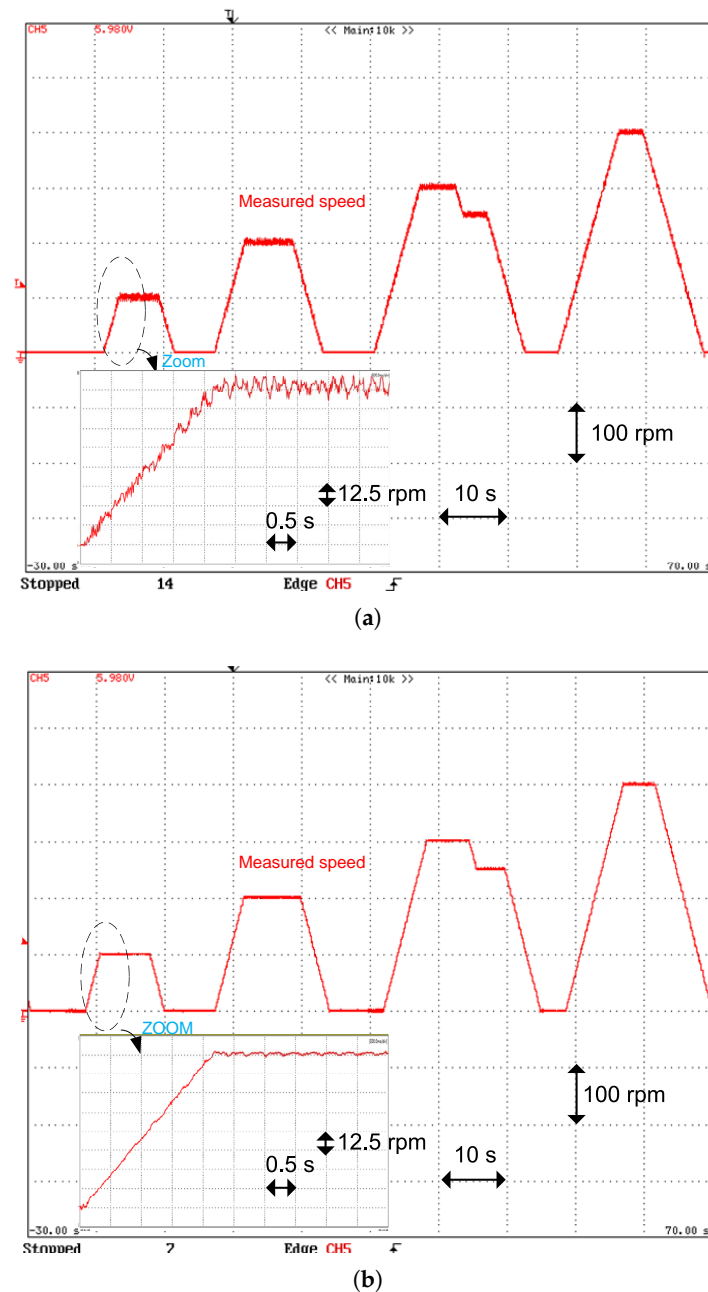 CH5 5.980V << Main:10k >>
Measured speed
Zoom
100 rpm
12.5 rpm
10 s
0.5 s
-30.00 s 70.00 s
Stopped 14 Edge CH5
(a)
CH5 5.980V << Main:10k >>
Measured speed
ZOOM
100 rpm
12.5 rpm
10 s
0.5 s
-30.00 s 70.00 s
Stopped 7 Edge CH5
(b)